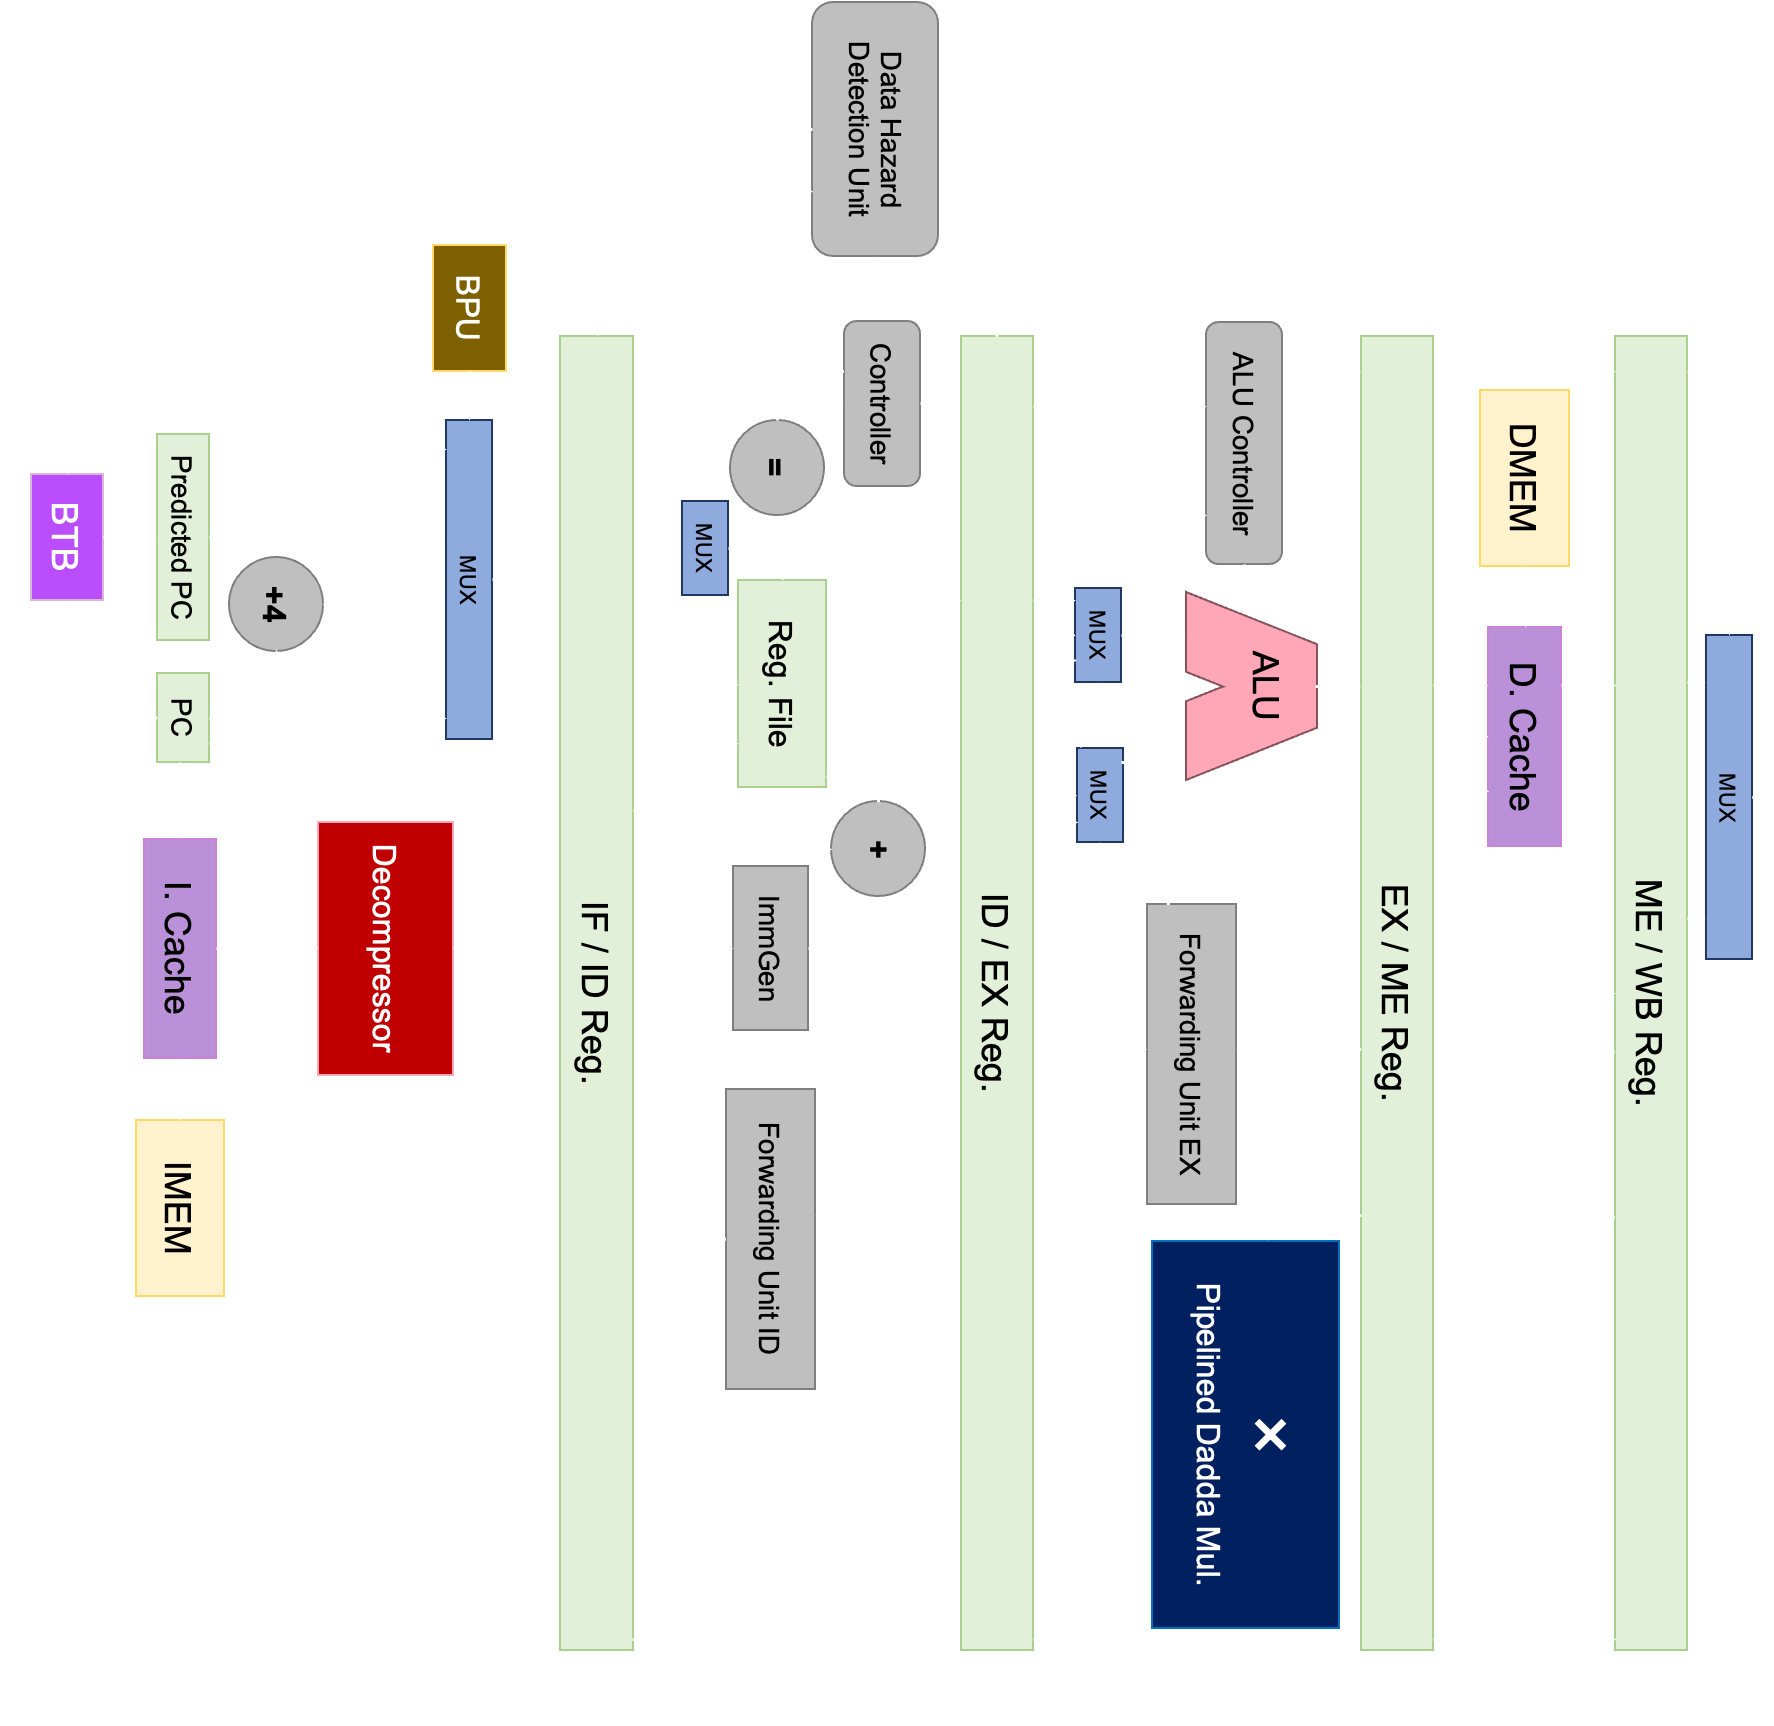 BTB
Predicted PC
PC
I. Cache
IMEM
+4
Decompressor
BPU
MUX
IF / ID Reg.
MUX
=
Reg. File
ImmGen
Forwarding Unit ID
Data Hazard
Detection Unit
Controller
+
ID / EX Reg.
MUX
MUX
ALU Controller
ALU
Forwarding Unit EX
×
Pipelined Dadda Mul.
EX / ME Reg.
DMEM
D. Cache
ME / WB Reg.
MUX